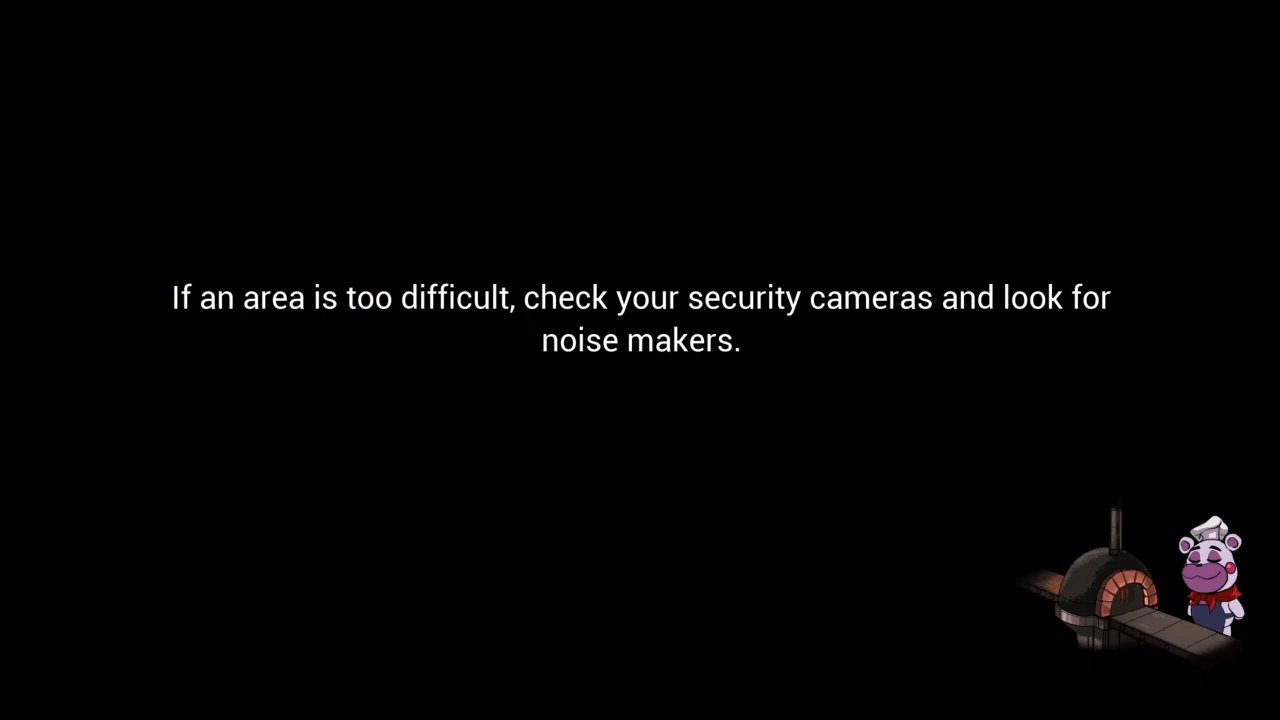 If an area is too difficult, check your security cameras and look for
noise makers.